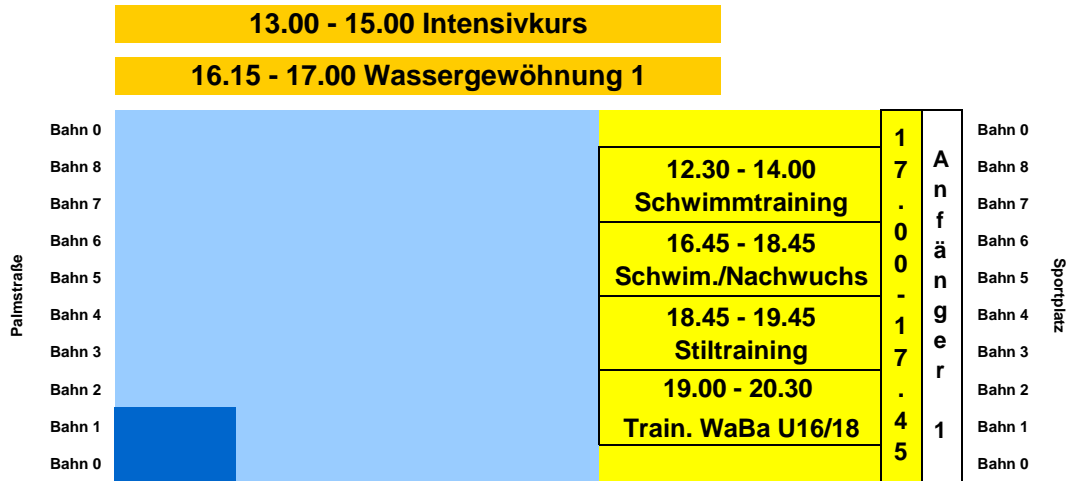 13.00 - 15.00 Intensivkurs
16.15 - 17.00 Wassergewöhnung 1
Palmstraße
Bahn 0
Bahn 8
Bahn 7
Bahn 6
Bahn 5
Bahn 4
Bahn 3
Bahn 2
Bahn 1
Bahn 0
12.30 - 14.00
Schwimmtraining
16.45 - 18.45
Schwim./Nachwuchs
18.45 - 19.45
Stiltraining
19.00 - 20.30
Train. WaBa U16/18
17.00-17.45
Anfänger 1
Bahn 0
Bahn 8
Bahn 7
Bahn 6
Bahn 5
Bahn 4
Bahn 3
Bahn 2
Bahn 1
Bahn 0
Sportplatz